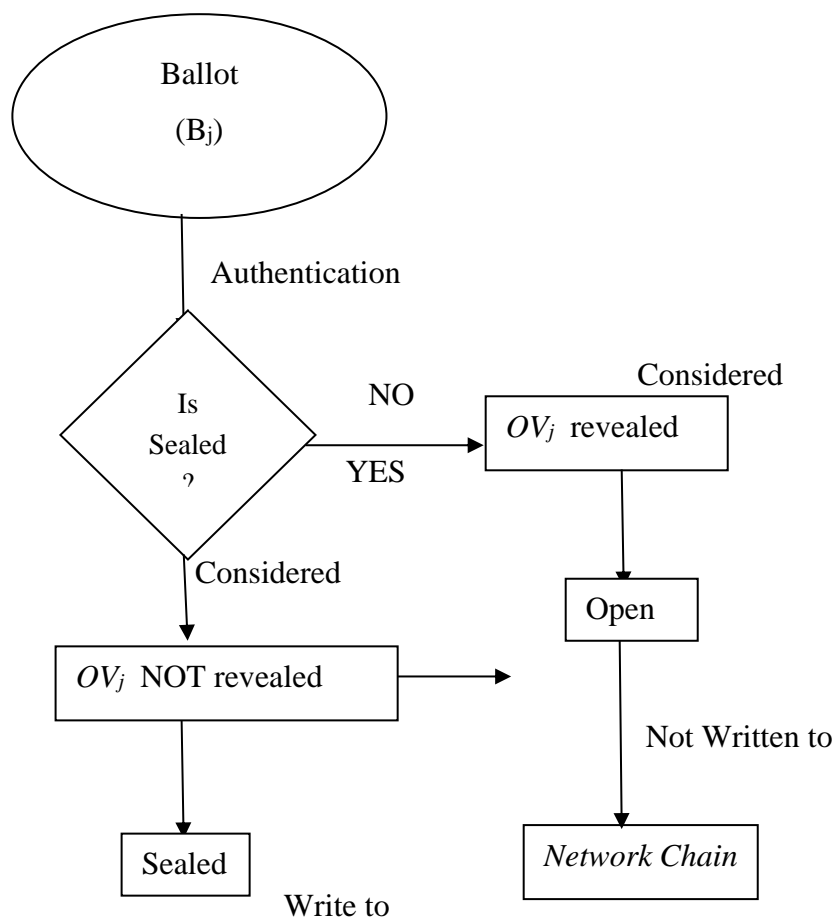 Ballot
(Bj)
Authentication
Is
Sealed
?
NO
YES
Considered
OVj revealed
Considered
Open
OVj NOT revealed
Not Written to
Sealed
Network Chain
Write to